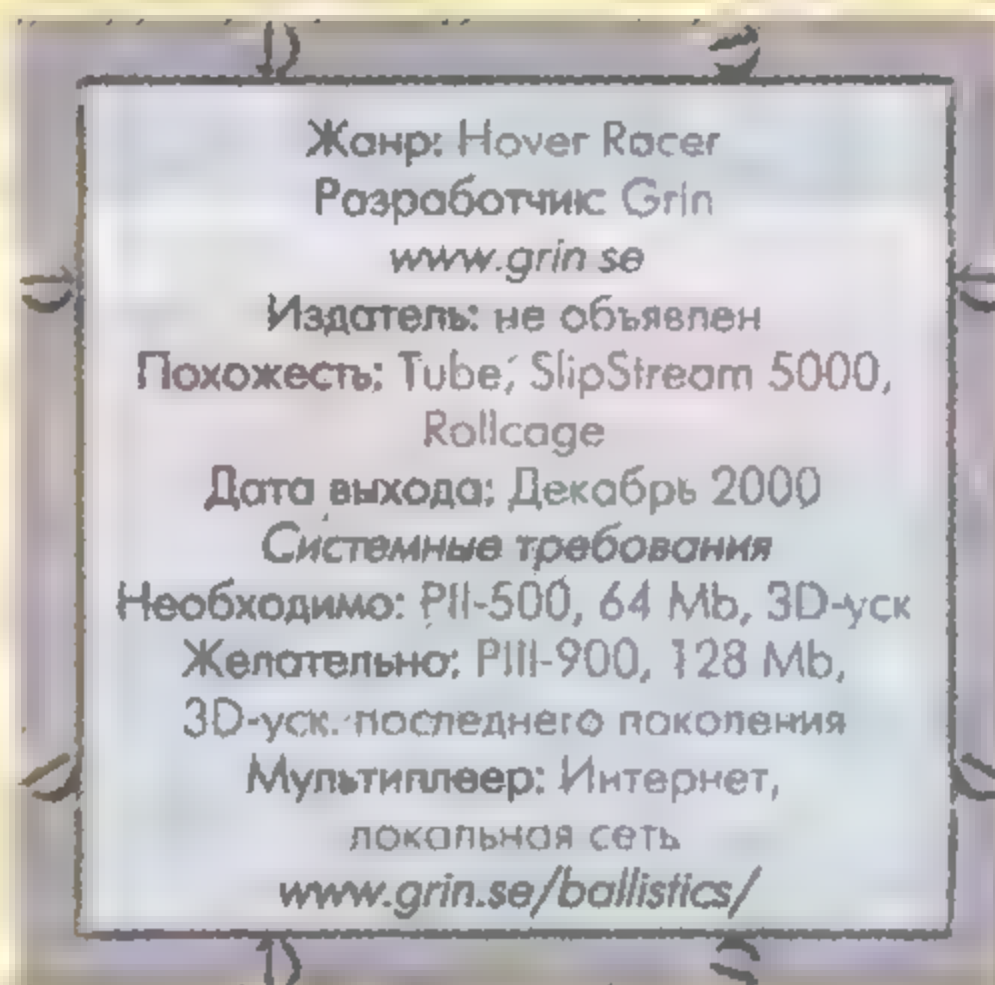 Жанр: Hover Racer
Разработчик: Grin
www.grin se
Издатель: не объявлен
Похожесть: Tube, SlipStream 5000,
Rollcage
Дата выхода: Декабрь 2000
Системные требования
Необходимо: PII-500, 64 Mb, 3D-уск
Желательно: PIII-900, 128 Mb,
3D-уск. последнего поколения
Мультиплеер: Интернет,
локальная сеть
www.grin.se/ballistics/